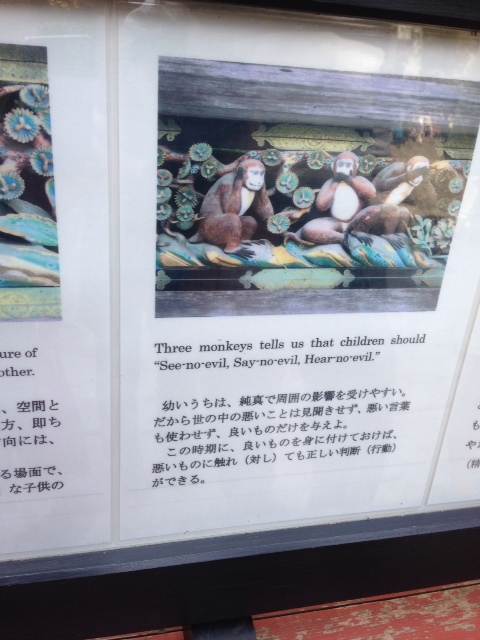 ure of
other.
、空間と
方、即ち
向には、
る場面で、
な子供の
Three monkeys tells us that children should
"See-no-evil, Say-no-evil, Hear-no-evil."
幼いうちは、純真で周囲の影響を受けやすい。
だから世の中の悪いことは見聞きせず、悪い言葉
も使わせず、良いものだけを与えよ。
この時期に、良いものを身に付けておけば、
悪いものに触れ（対し）ても正しい判断（行動）
ができる。
（精